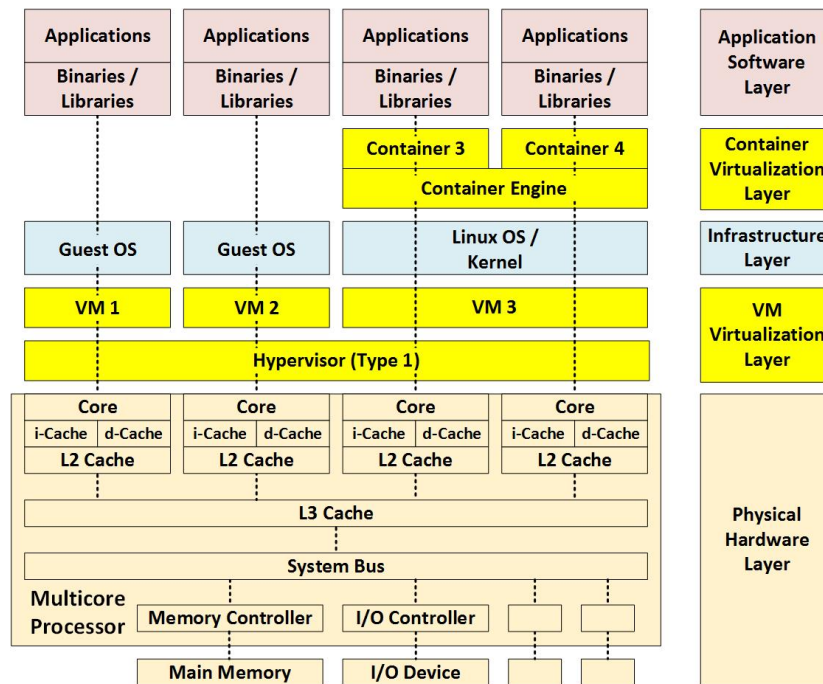 Applications
Applications
Applications
Applications
Application
Software
Layer
Binaries /
Libraries
Binaries /
Libraries
Binaries /
Libraries
Binaries /
Libraries
Container 3
Container 4
Container
Virtualization
Layer
Container Engine
Guest OS
Guest OS
Linux OS /
Kernel
Infrastructure
Layer
VM 1
VM 2
VM 3
VM
Virtualization
Layer
Hypervisor (Type 1)
Core
Core
Core
Core
i-Cache
d-Cache
i-Cache
d-Cache
i-Cache
d-Cache
i-Cache
d-Cache
L2 Cache
L2 Cache
L2 Cache
L2 Cache
L3 Cache
Physical
Hardware
Layer
System Bus
Multicore
Processor
Memory Controller
I/O Controller
Main Memory
I/O Device